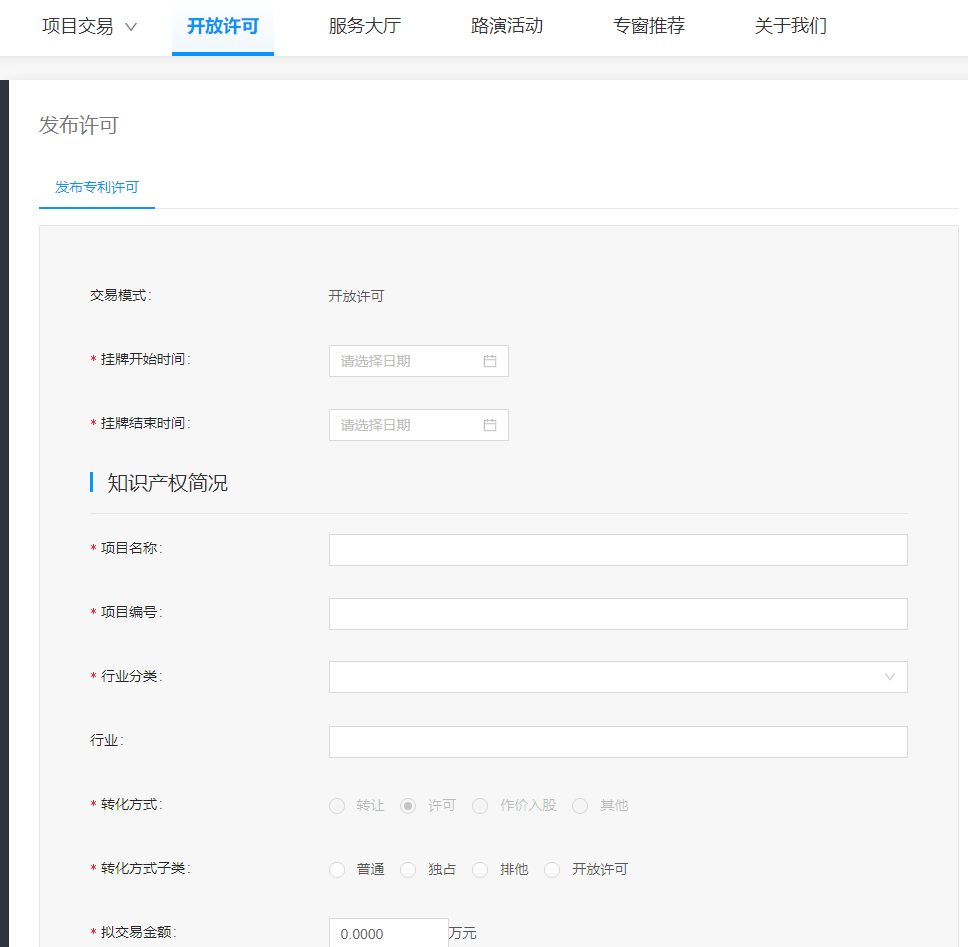 项目交易 开放许可 服务大厅 路演活动 专窗推荐 关于我们
发布许可
发布专利许可
交易模式: 开放许可
* 挂牌开始时间: 请选择日期
* 挂牌结束时间: 请选择日期
知识产权简况
* 项目名称:
* 项目编号:
* 行业分类:
行业:
* 转化方式: 转让 许可 作价入股 其他
* 转化方式子类: 普通 独占 排他 开放许可
* 拟交易金额: 0.0000 万元